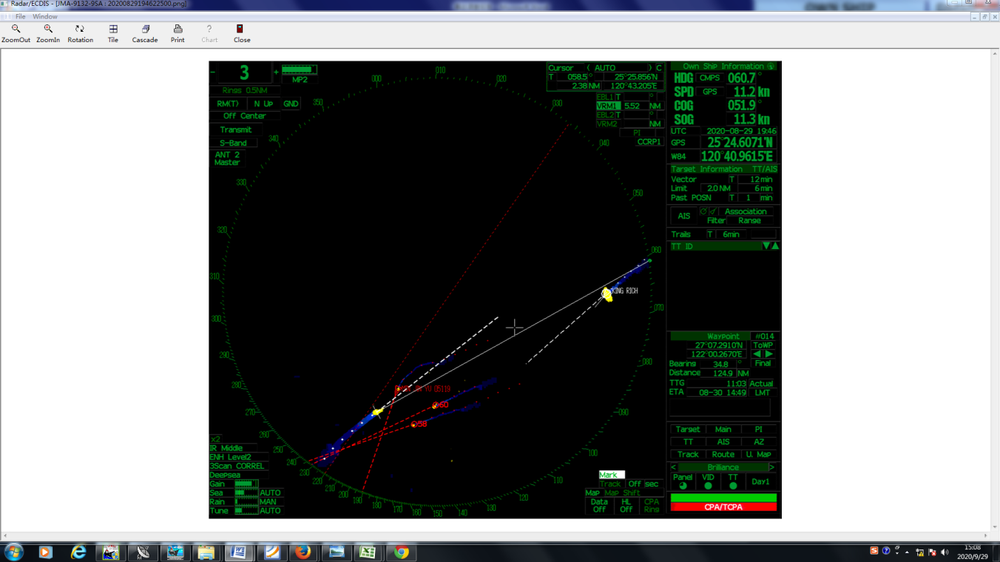 Radar/ECDIS - [JMA-9132-9SA : 20200829194622500.png]
OWN SHIP
File Window
ZoomOut ZoomIn Rotation Tile Cascade Print Chart Close
- 3 + MP2
Rings 0.5NM
RM(T) N Up GND
Off Center
Transmit
S-Band
ANT 2
Master
Cursor ( AUTO ) C
T 058.5° 25°25.856'N
2.38 NM 120°43.205'E
EBL1 T °
VRM1 5.52 NM
EBL2 T °
VRM2 NM
PI
CCRP1
Own Ship Information
HDG CMPS 060.7°
SPD GPS 11.2 kn
COG 051.9°
SOG 11.3 kn
UTC 2020-08-29 19:46
GPS 25°24.6071'N
W84 120°40.9615'E
Target Information TT/AIS
Vector T 12 min
Limit 2.0 NM 6 min
Past POSN T 1 min
AIS Association
Filter Range
Trails T 6min
TT ID
000 010 020 030 040 050 060 070 080 090 100 110 120 130 140 150 160 170 180 190 200 210 220 230 240 250 260 270 280 290 300 310 320 330 340 350
KING RICH
YU 05119
60
58
Waypoint #014
27°07.2910'N ToWP
122°00.2670'E
Bearing 34.8° Final
Distance 124.9 NM
TTG 11:03 Actual
ETA 08-30 14:49 LMT
Target Main PI
TT AIS AZ
Track Route U. Map
< Brilliance >
Panel VID TT Day1
CPA/TCPA
x2
IR Middle
ENH Level2
3Scan CORREL
Deepsea
Gain
Sea AUTO
Rain MAN
Tune AUTO
Mark
Track Off sec
Map Map Shift
Data Off HL Off CPA Ring
15:08
2020/9/29